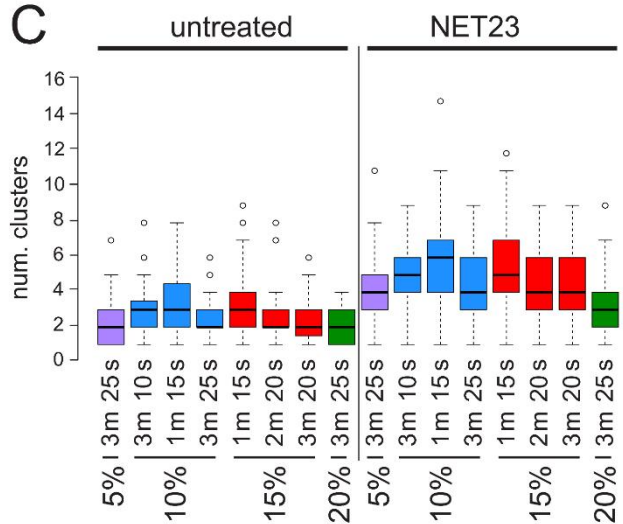 C
untreated
NET23
num. clusters
16
14
12
10
8
6
4
2
0
3m 25 s
3m 10 s
1m 15 s
3m 25 s
1m 15 s
2m 20 s
3m 20 s
3m 25 s
3m 25 s
3m 10 s
1m 15 s
3m 25 s
1m 15 s
2m 20 s
3m 20 s
3m 25 s
5%
10%
15%
20%
5%
10%
15%
20%